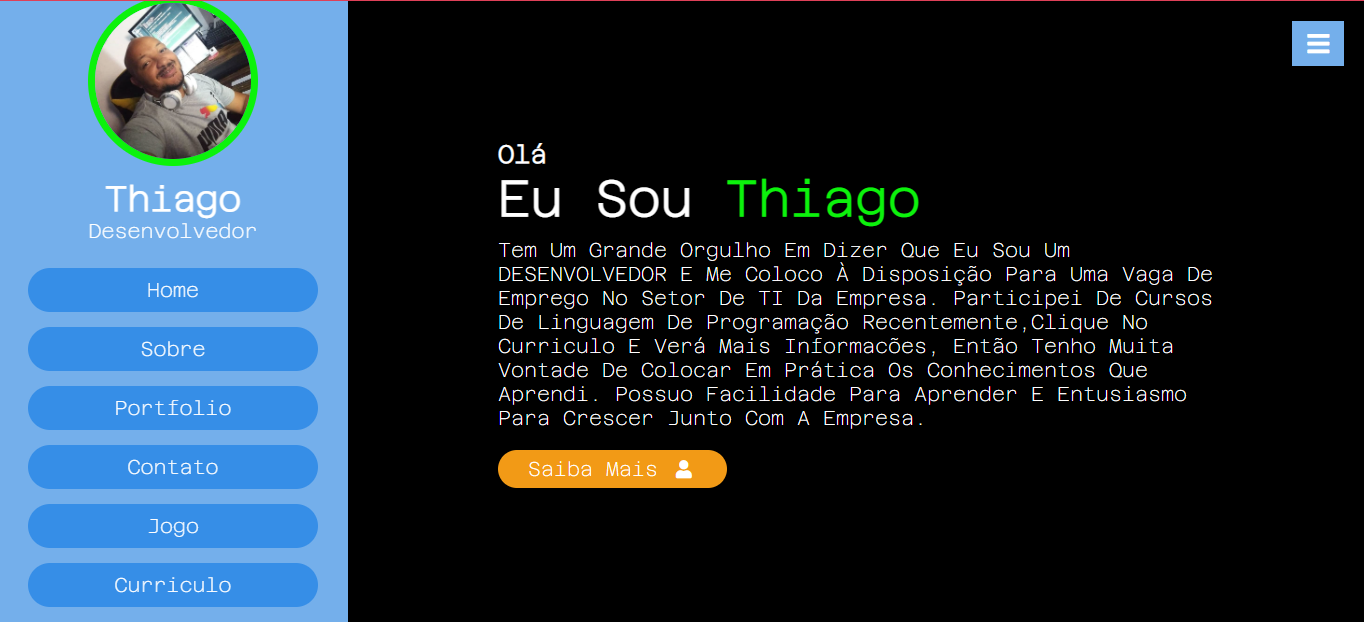 Thiago
Desenvolvedor
Home
Sobre
Portfolio
Contato
Jogo
Curriculo
Olá
Eu Sou Thiago
Tem Um Grande Orgulho Em Dizer Que Eu Sou Um
DESENVOLVEDOR E Me Coloco À Disposição Para Uma Vaga De
Emprego No Setor De TI Da Empresa. Participei De Cursos
De Linguagem De Programação Recentemente,Clique No
Curriculo E Verá Mais Informacões, Então Tenho Muita
Vontade De Colocar Em Prática Os Conhecimentos Que
Aprendi. Possuo Facilidade Para Aprender E Entusiasmo
Para Crescer Junto Com A Empresa.
Saiba Mais